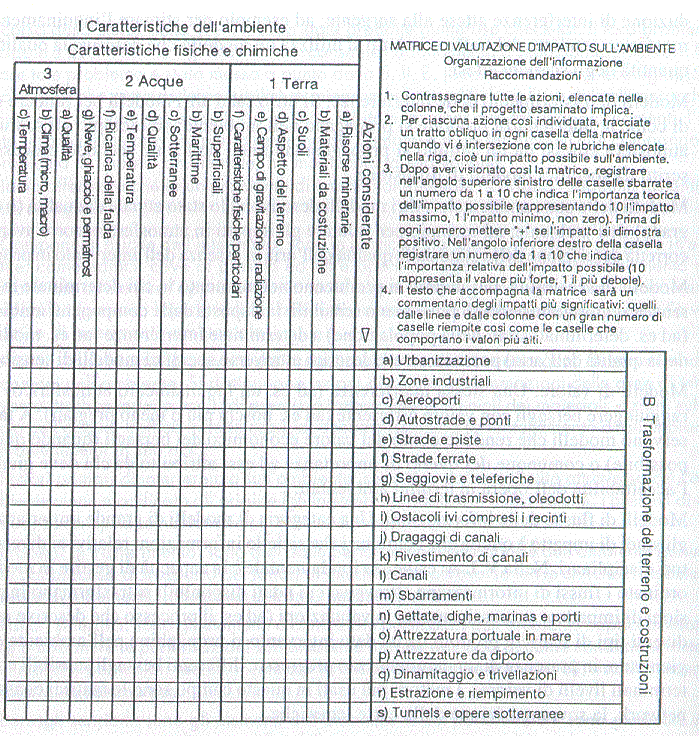 I Caratteristiche dell'ambiente
Caratteristiche fisiche e chimiche
3
Atmosfera
2 Acque
1 Terra
c) Temperatura
b) Clima (micro, macro)
a) Qualità
g) Neve, ghiaccio e permafrost
f) Ricarica della falda
e) Temperatura
d) Qualità
c) Sotterranee
b) Marittime
a) Superficiali
f) Caratteristiche fisiche particolari
e) Campo di gravitazione e radiazione
d) Aspetto del terreno
c) Suoli
b) Materiali da costruzione
a) Risorse minerarie
Azioni considerate
MATRICE DI VALUTAZIONE D'IMPATTO SULL'AMBIENTE
Organizzazione dell'informazione
Raccomandazioni
1. Contrassegnare tutte le azioni, elencate nelle
colonne, che il progetto esaminato implica.
2. Per ciascuna azione così individuata, tracciare
un tratto obliquo in ogni casella della matrice
quando vi é intersezione con le rubriche elencate
nella riga, cioè un impatto possibile sull'ambiente.
3. Dopo aver visionato così la matrice, registrare
nell'angolo superiore sinistro delle caselle sbarrate
un numero da 1 a 10 che indica l'importanza teorica
dell'impatto possibile (rappresentando 10 l'impatto
massimo, 1 l'mpatto minimo, non zero). Prima di
ogni numero mettere "+" se l'impatto si dimostra
positivo. Nell'angolo inferiore destro della casella
registrare un numero da 1 a 10 che indica
l'importanza relativa dell'impatto possibile (10
rappresenta il valore più forte, 1 il più debole).
4. Il testo che accompagna la matrice sarà un
commentario degli impatti più significativi: quelli
dalle linee e dalle colonne con un gran numero di
caselle riempite così come le caselle che
comportano i valori più alti.
a) Urbanizzazione
b) Zone industriali
c) Aereoporti
d) Autostrade e ponti
e) Strade e piste
f) Strade ferrate
g) Seggiovie e teleferiche
h) Linee di trasmissione, oleodotti
i) Ostacoli ivi compresi i recinti
j) Dragaggi di canali
k) Rivestimento di canali
l) Canali
m) Sbarramenti
n) Gettate, dighe, marinas e porti
o) Attrezzatura portuale in mare
p) Attrezzature da diporto
q) Dinamitaggio e trivellazioni
r) Estrazione e riempimento
s) Tunnels e opere sotterranee
B Trasformazione del terreno e costruzioni